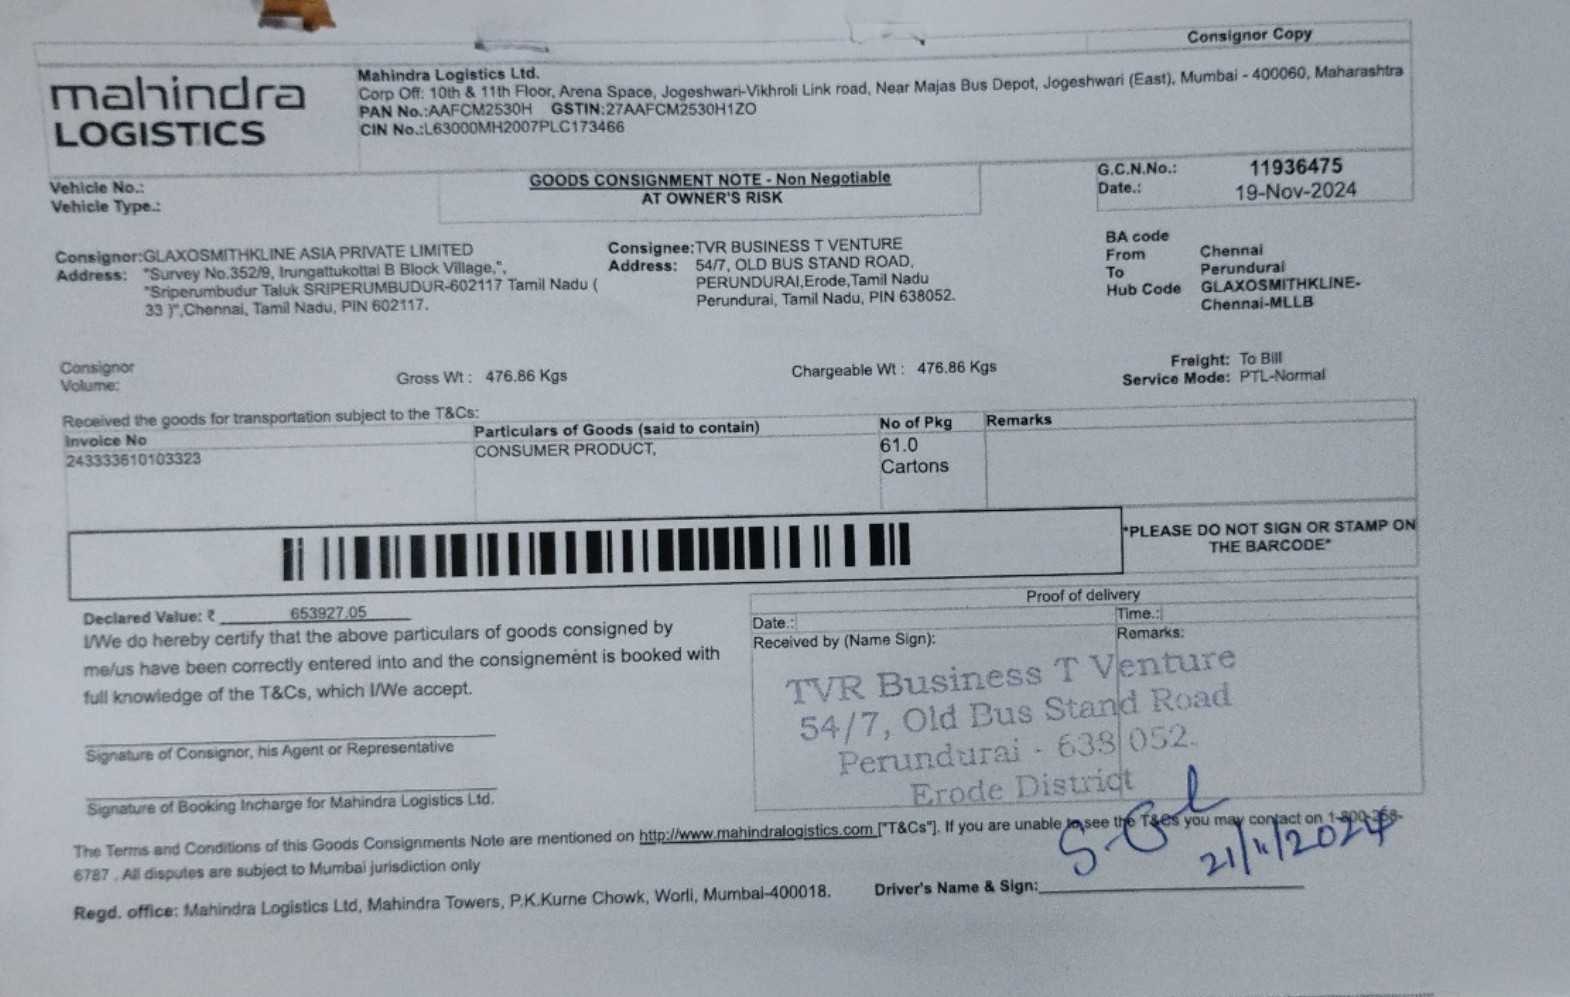 Consignor Copy
mahindra
LOGISTICS
Mahindra Logistics Ltd.
Corp Off: 10th & 11th Floor, Arena Space, Jogeshwari-Vikhroli Link road, Near Majas Bus Depot, Jogeshwari (East), Mumbai - 400060, Maharashtra
PAN No.:AAFCM2530H GSTIN:27AAFCM2530H1ZO
CIN No.:L63000MH2007PLC173466
Vehicle No.:
Vehicle Type.:
GOODS CONSIGNMENT NOTE - Non Negotiable
AT OWNER'S RISK
G.C.N.No.: 11936475
Date.: 19-Nov-2024
Consignor:GLAXOSMITHKLINE ASIA PRIVATE LIMITED
Address: "Survey No.352/9, Irungattukottai B Block Village,",
"Sriperumbudur Taluk SRIPERUMBUDUR-602117 Tamil Nadu (
33 )",Chennai, Tamil Nadu, PIN 602117.
Consignee:TVR BUSINESS T VENTURE
Address: 54/7, OLD BUS STAND ROAD,
PERUNDURAI,Erode,Tamil Nadu
Perundurai, Tamil Nadu, PIN 638052.
BA code
From Chennai
To Perundurai
Hub Code GLAXOSMITHKLINE-
Chennai-MLLB
Consignor
Volume:
Gross Wt : 476.86 Kgs
Chargeable Wt : 476.86 Kgs
Freight: To Bill
Service Mode: PTL-Normal
Received the goods for transportation subject to the T&Cs:
Invoice No Particulars of Goods (said to contain) No of Pkg Remarks
243333610103323 CONSUMER PRODUCT, 61.0
Cartons
*PLEASE DO NOT SIGN OR STAMP ON
THE BARCODE*
Declared Value: ₹ 653927.05
I/We do hereby certify that the above particulars of goods consigned by
me/us have been correctly entered into and the consignement is booked with
full knowledge of the T&Cs, which I/We accept.
Signature of Consignor, his Agent or Representative
Signature of Booking Incharge for Mahindra Logistics Ltd.
Proof of delivery
Date.: Time.:
Received by (Name Sign): Remarks:
TVR Business T Venture
54/7, Old Bus Stand Road
Perundurai - 638 052.
Erode District
21/11/2024
The Terms and Conditions of this Goods Consignments Note are mentioned on http://www.mahindralogistics.com ["T&Cs"]. If you are unable to see the T&Cs you may contact on 1-800-258-
6787 . All disputes are subject to Mumbai jurisdiction only
Regd. office: Mahindra Logistics Ltd, Mahindra Towers, P.K.Kurne Chowk, Worli, Mumbai-400018.
Driver's Name & Sign: